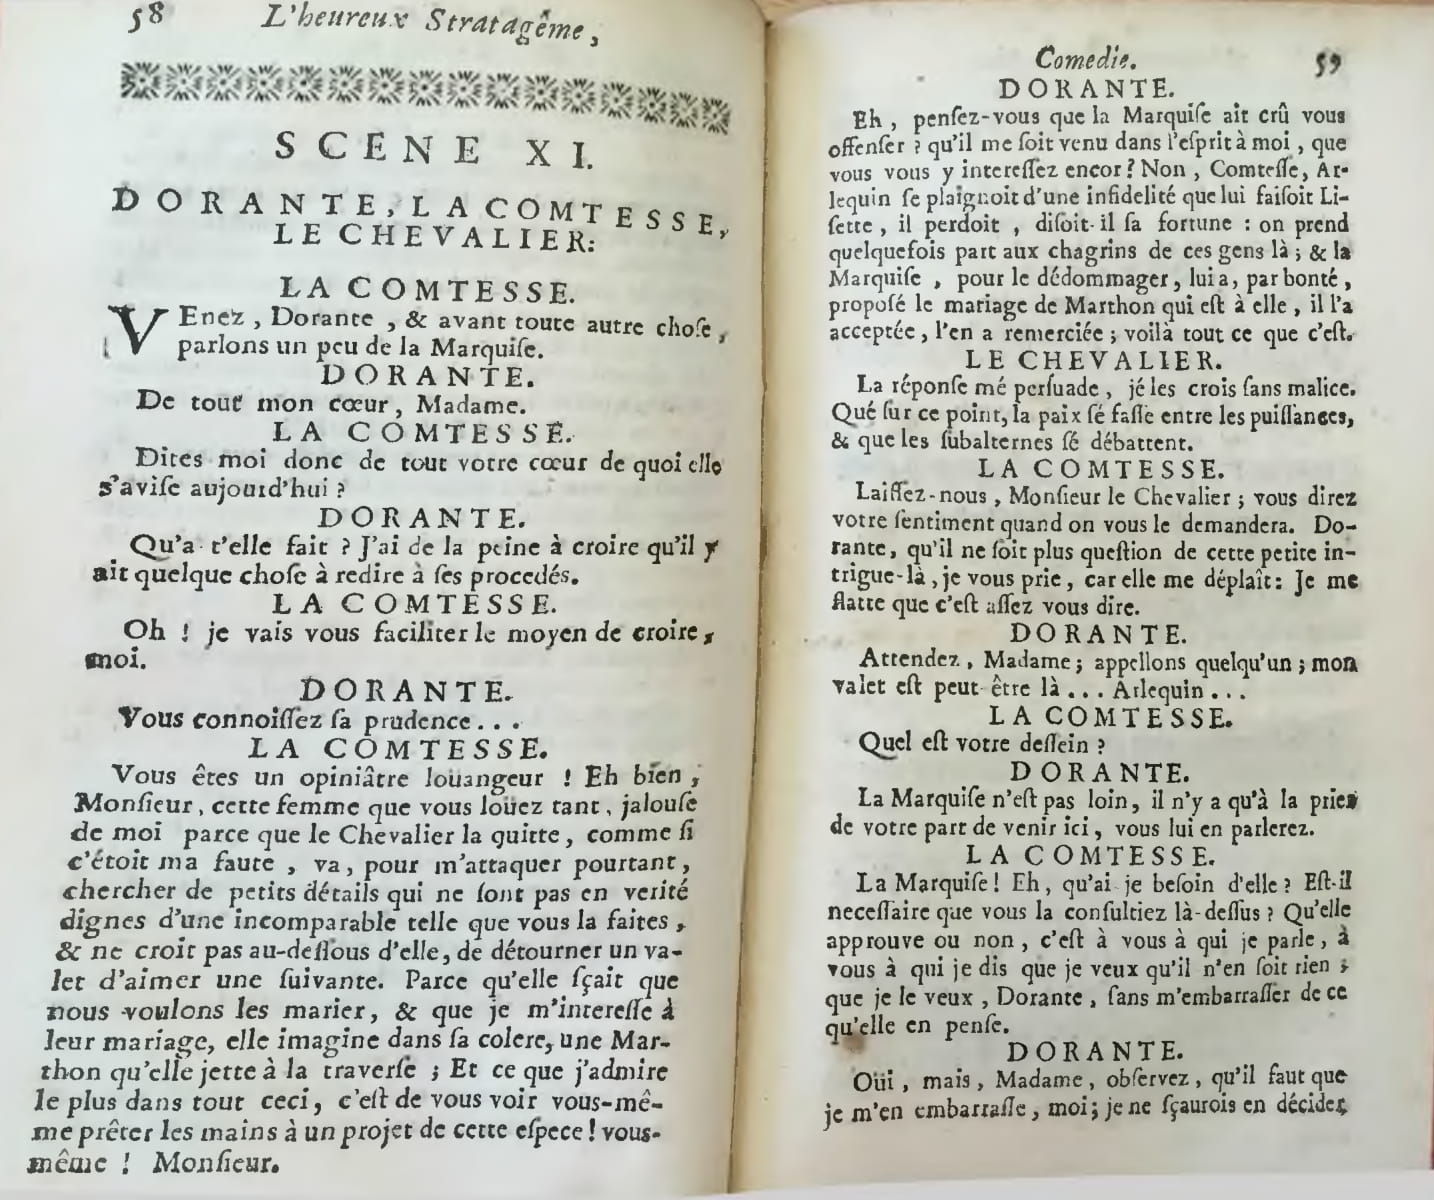 58 L'heureux Stratagême,
SCENE XI.
DORANTE, LA COMTESSE,
LE CHEVALIER:
LA COMTESSE.
VEnez, Dorante, & avant toute autre choſe,
parlons un peu de la Marquiſe.
DORANTE.
De tout mon cœur, Madame.
LA COMTESSE.
Dites moi donc de tout votre cœur de quoi elle
s'aviſe aujourd'hui ?
DORANTE.
Qu'a t'elle fait ? J'ai de la peine à croire qu'il y
ait quelque choſe à redire à ſes procedés.
LA COMTESSE.
Oh ! je vais vous faciliter le moyen de croire,
moi.
DORANTE.
Vous connoiſſez ſa prudence...
LA COMTESSE.
Vous êtes un opiniâtre loüangeur ! Eh bien,
Monſieur, cette femme que vous loüez tant, jalouſe
de moi parce que le Chevalier la quitte, comme ſi
c'étoit ma faute, va, pour m'attaquer pourtant,
chercher de petits détails qui ne ſont pas en verité
dignes d'une incomparable telle que vous la faites,
& ne croit pas au-deſſous d'elle, de détourner un va-
let d'aimer une ſuivante. Parce qu'elle ſçait que
nous voulons les marier, & que je m'intereſſe à
leur mariage, elle imagine dans ſa colere, une Mar-
thon qu'elle jette à la traverſe ; Et ce que j'admire
le plus dans tout ceci, c'eſt de vous voir vous-mê-
me prêter les mains à un projet de cette eſpece ! vous-
même ! Monſieur.
Comedie. 59
DORANTE.
Eh, penſez-vous que la Marquiſe ait crû vous
offenſer ? qu'il me ſoit venu dans l'eſprit à moi, que
vous vous y intereſſez encor ? Non, Comteſſe, Ar-
lequin ſe plaignoit d'une infidelité que lui faiſoit Li-
ſette, il perdoit, diſoit-il ſa fortune : on prend
quelquefois part aux chagrins de ces gens là ; & la
Marquiſe, pour le dédommager, lui a, par bonté,
propoſé le mariage de Marthon qui eſt à elle, il l'a
acceptée, l'en a remerciée ; voilà tout ce que c'eſt.
LE CHEVALIER.
La réponſe mé perſuade, jé les crois ſans malice.
Qué ſur ce point, la paix ſé faſſe entre les puiſſances,
& que les ſubalternes ſé débattent.
LA COMTESSE.
Laiſſez-nous, Monſieur le Chevalier ; vous direz
votre ſentiment quand on vous le demandera. Do-
rante, qu'il ne ſoit plus queſtion de cette petite in-
trigue-là, je vous prie, car elle me déplaît : Je me
flatte que c'eſt aſſez vous dire.
DORANTE.
Attendez, Madame ; appellons quelqu'un ; mon
valet eſt peut-être là... Arlequin...
LA COMTESSE.
Quel eſt votre deſſein ?
DORANTE.
La Marquiſe n'eſt pas loin, il n'y a qu'à la prier
de votre part de venir ici, vous lui en parlerez.
LA COMTESSE.
La Marquiſe ! Eh, qu'ai-je beſoin d'elle ? Eſt-il
neceſſaire que vous la conſultiez là-deſſus ? Qu'elle
approuve ou non, c'eſt à vous à qui je parle, à
vous à qui je dis que je veux qu'il n'en ſoit rien ;
que je le veux, Dorante, ſans m'embarraſſer de ce
qu'elle en penſe.
DORANTE.
Oüi, mais, Madame, obſervez, qu'il faut que
je m'en embarraſſe, moi ; je ne ſçaurois en décider